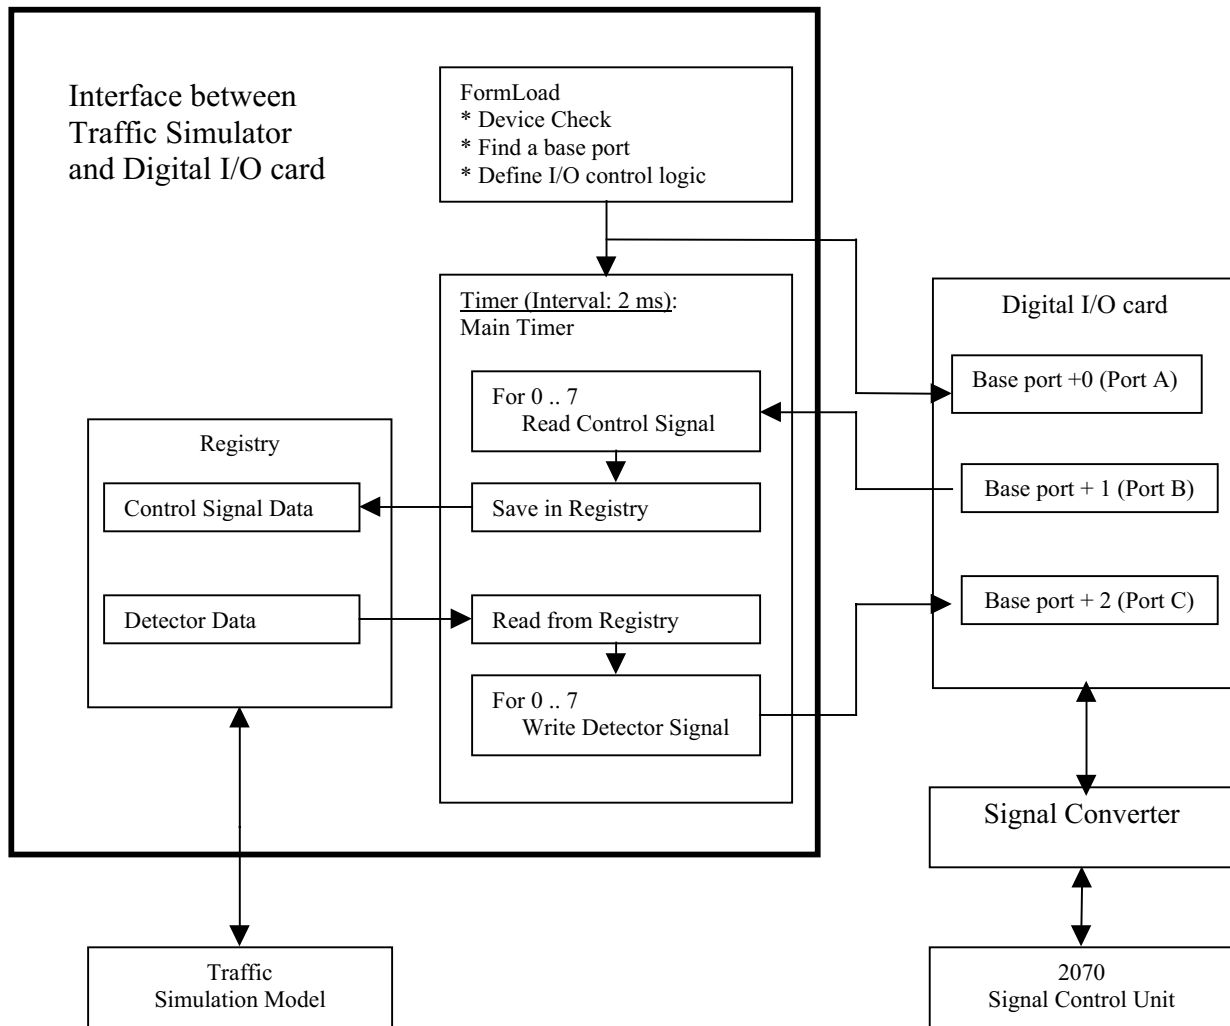 Interface between
Traffic Simulator
and Digital I/O card
FormLoad
* Device Check
* Find a base port
* Define I/O control logic
Timer (Interval: 2 ms):
Main Timer
For 0 .. 7
Read Control Signal
Save in Registry
Read from Registry
For 0 .. 7
Write Detector Signal
Registry
Control Signal Data
Detector Data
Digital I/O card
Base port +0 (Port A)
Base port + 1 (Port B)
Base port + 2 (Port C)
Signal Converter
Traffic
Simulation Model
2070
Signal Control Unit